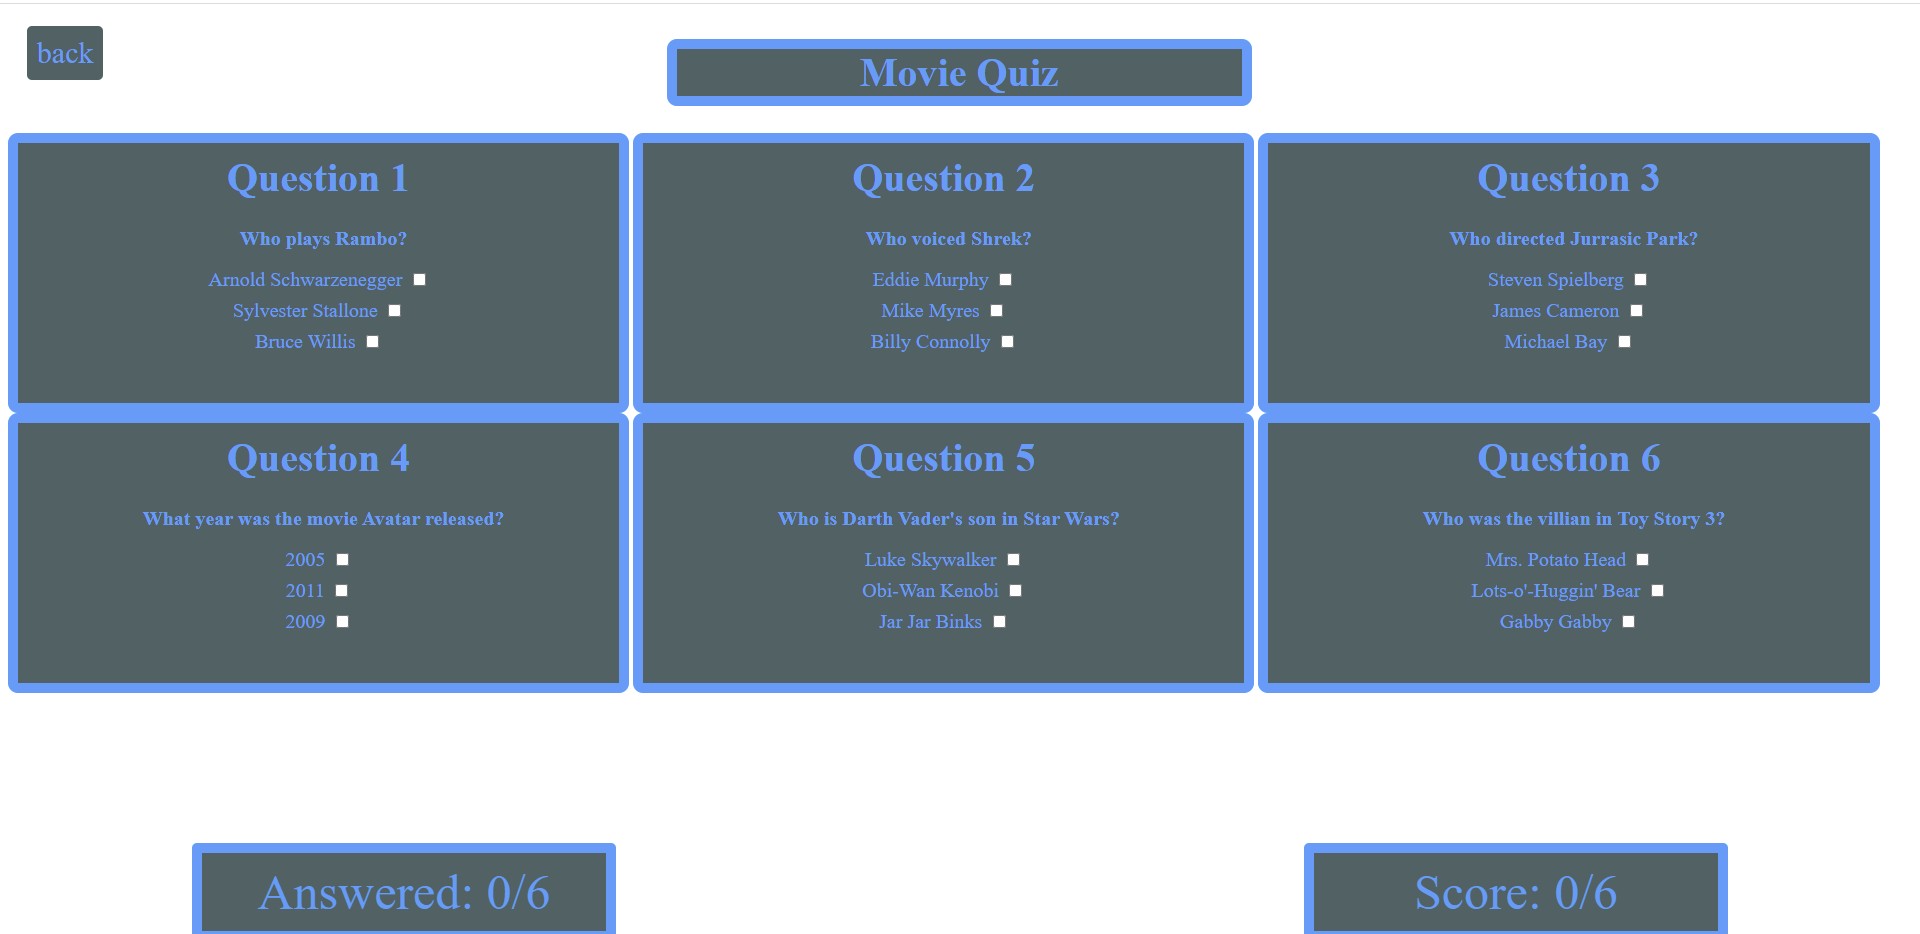 back
Movie Quiz
Question 1
Who plays Rambo?
Arnold Schwarzenegger
Sylvester Stallone
Bruce Willis
Question 2
Who voiced Shrek?
Eddie Murphy
Mike Myres
Billy Connolly
Question 3
Who directed Jurrasic Park?
Steven Spielberg
James Cameron
Michael Bay
Question 4
What year was the movie Avatar released?
2005
2011
2009
Question 5
Who is Darth Vader's son in Star Wars?
Luke Skywalker
Obi-Wan Kenobi
Jar Jar Binks
Question 6
Who was the villian in Toy Story 3?
Mrs. Potato Head
Lots-o'-Huggin' Bear
Gabby Gabby
Answered: 0/6
Score: 0/6